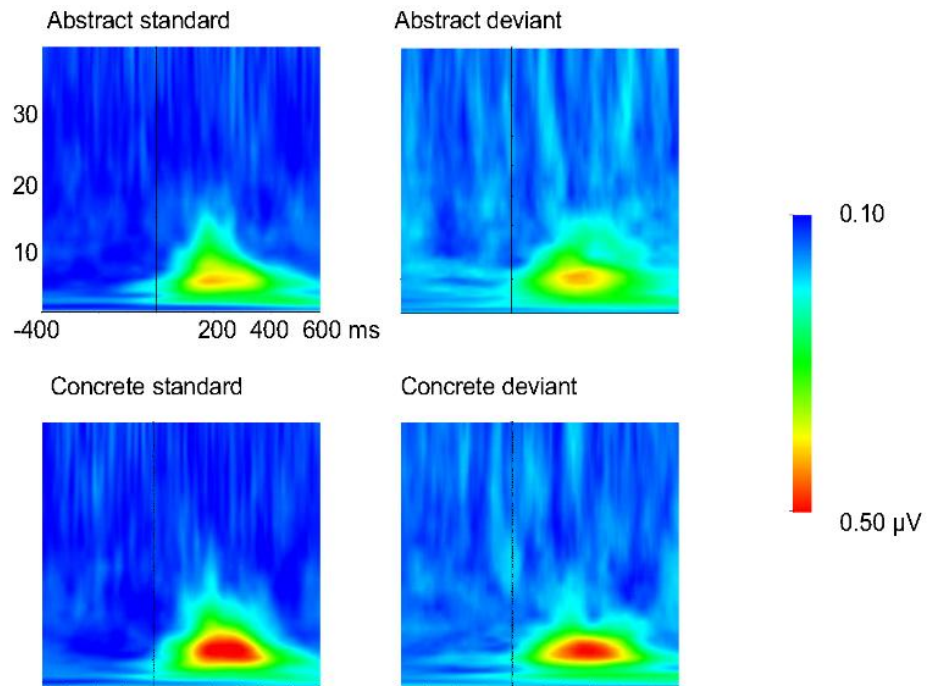 Abstract standard
Abstract deviant
30
20
10
-400 200 400 600 ms
0.10
0.50 µV
Concrete standard
Concrete deviant